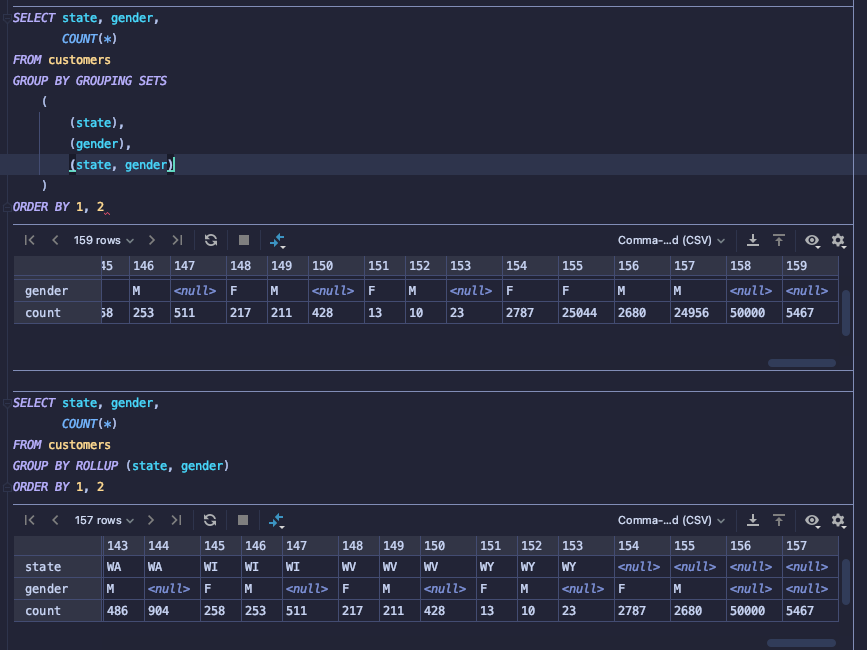 SELECT state, gender,
COUNT(*)
FROM customers
GROUP BY GROUPING SETS
(
(state),
(gender),
(state, gender)
)
ORDER BY 1, 2
159 rows Comma-...d (CSV)
45 146 147 148 149 150 151 152 153 154 155 156 157 158 159
gender M <null> F M <null> F M <null> F F M M <null> <null>
count 58 253 511 217 211 428 13 10 23 2787 25044 2680 24956 50000 5467
SELECT state, gender,
COUNT(*)
FROM customers
GROUP BY ROLLUP (state, gender)
ORDER BY 1, 2
157 rows Comma-...d (CSV)
143 144 145 146 147 148 149 150 151 152 153 154 155 156 157
state WA WA WI WI WI WV WV WV WY WY WY <null> <null> <null> <null>
gender M <null> F M <null> F M <null> F M <null> F M <null> <null>
count 486 904 258 253 511 217 211 428 13 10 23 2787 2680 50000 5467